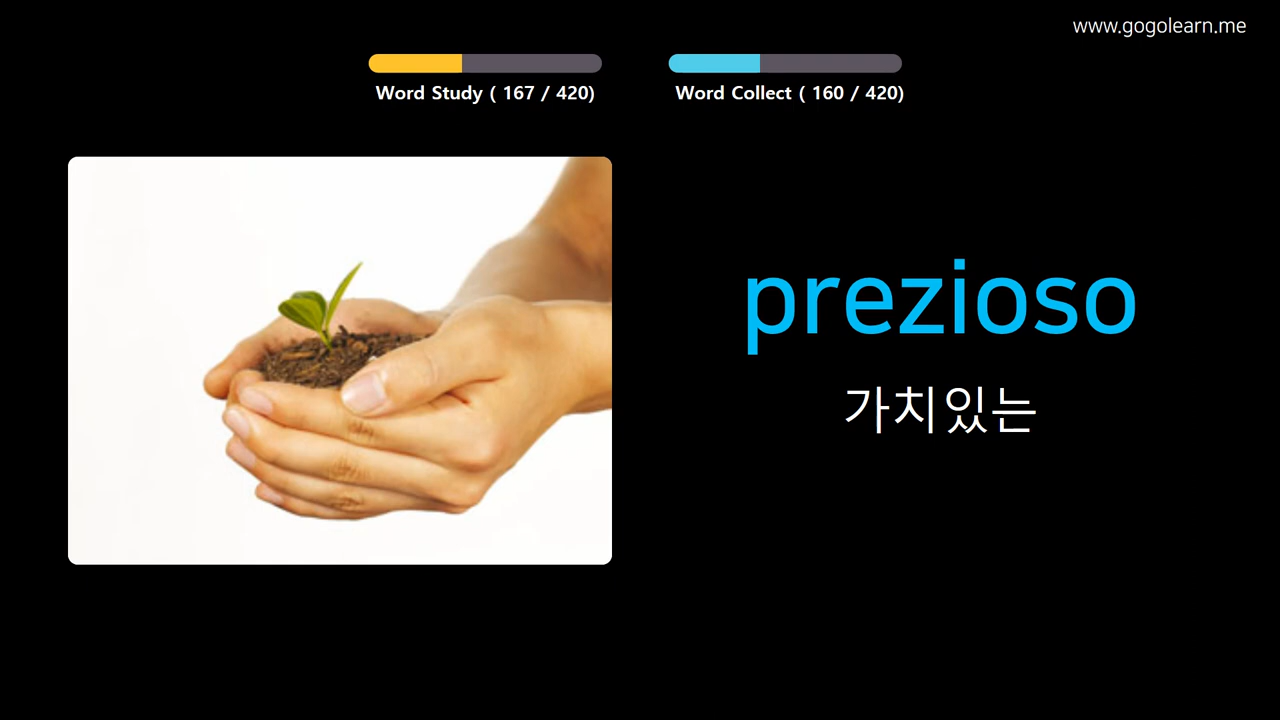 www.gogolearn.me
Word Study ( 167 / 420)
Word Collect ( 160 / 420)
prezioso
가치있는